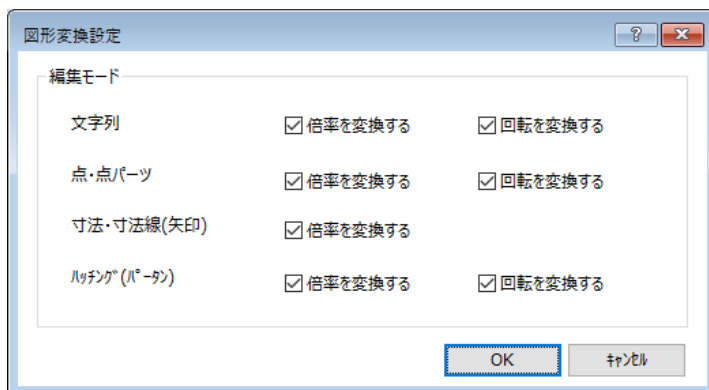 図形変換設定
編集モード
文字列 倍率を変換する 回転を変換する
点・点パーツ 倍率を変換する 回転を変換する
寸法・寸法線(矢印) 倍率を変換する
ﾊｯﾁﾝｸﾞ(ﾊﾟｰﾀﾝ) 倍率を変換する 回転を変換する
OK ｷｬﾝｾﾙ